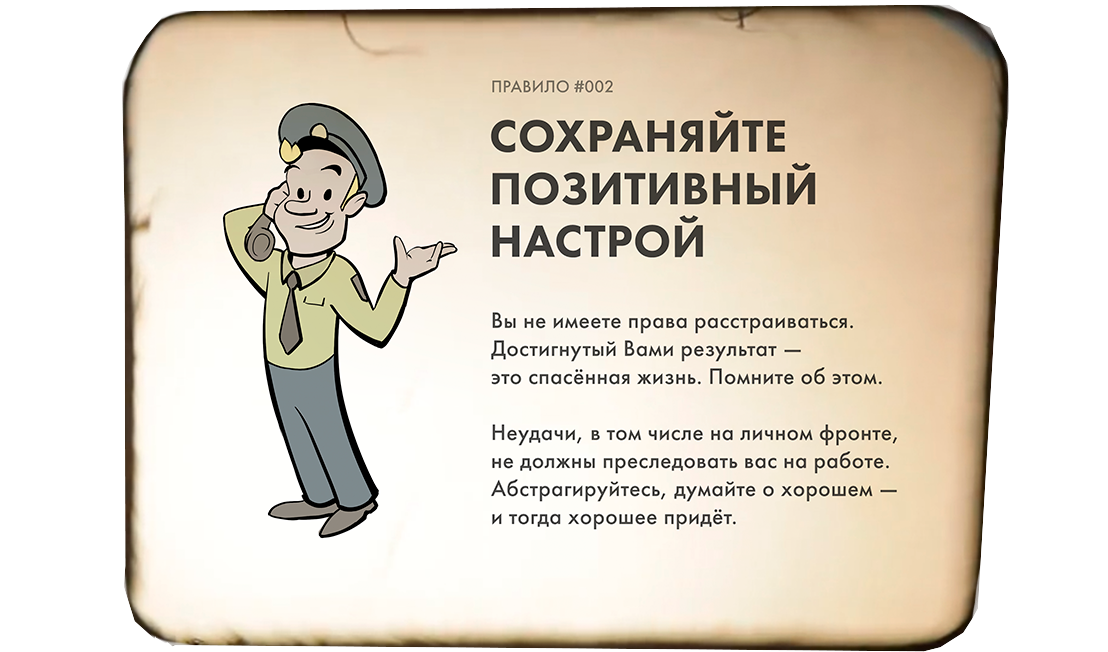 ПРАВИЛО #002
СОХРАНЯЙТЕ
ПОЗИТИВНЫЙ
НАСТРОЙ
Вы не имеете права расстраиваться.
Достигнутый Вами результат —
это спасённая жизнь. Помните об этом.
Неудачи, в том числе на личном фронте,
не должны преследовать вас на работе.
Абстрагируйтесь, думайте о хорошем —
и тогда хорошее придёт.